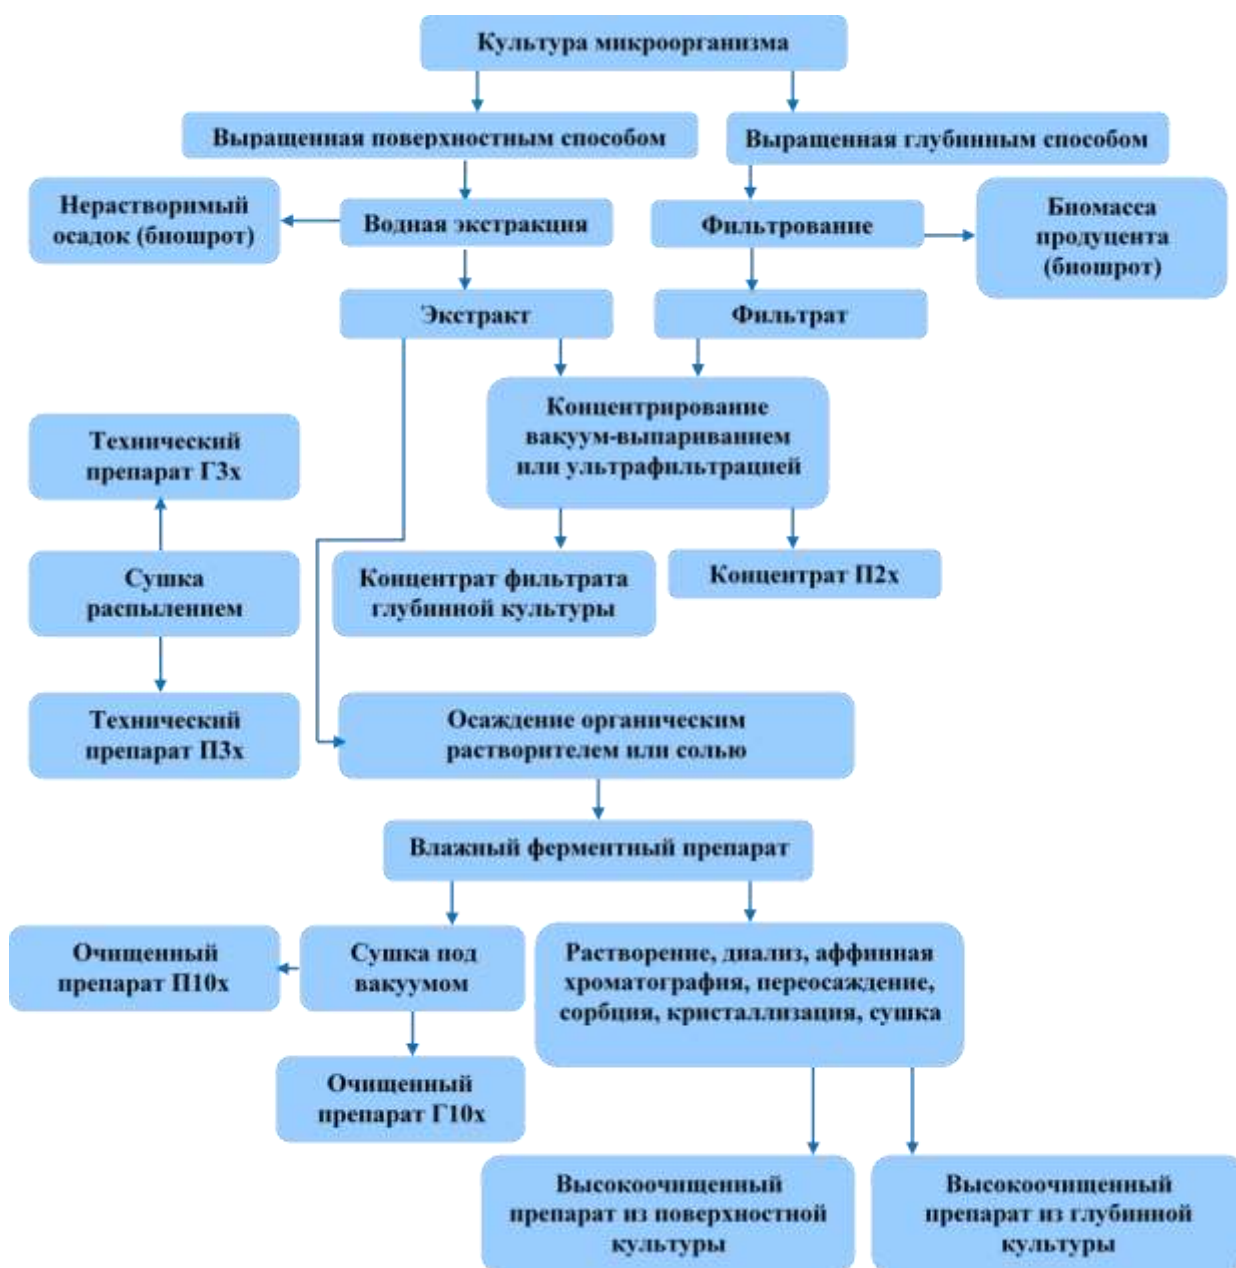 Культура микроорганизма
Выращенная поверхностным способом
Выращенная глубинным способом
Нерастворимый
осадок (биошрот)
Водная экстракция
Фильтрование
Биомасса
продуцента
(биошрот)
Экстракт
Фильтрат
Концентрирование
вакуум-выпариванием
или ультрафильтрацией
Технический
препарат Г3х
Сушка
распылением
Концентрат фильтрата
глубинной культуры
Концентрат П2х
Технический
препарат П3х
Осаждение органическим
растворителем или солью
Влажный ферментный препарат
Очищенный
препарат П10х
Сушка под
вакуумом
Растворение, диализ, аффинная
хроматография, переосаждение,
сорбция, кристаллизация, сушка
Очищенный
препарат Г10х
Высокоочищенный
препарат из поверхностной
культуры
Высокоочищенный
препарат из глубинной
культуры